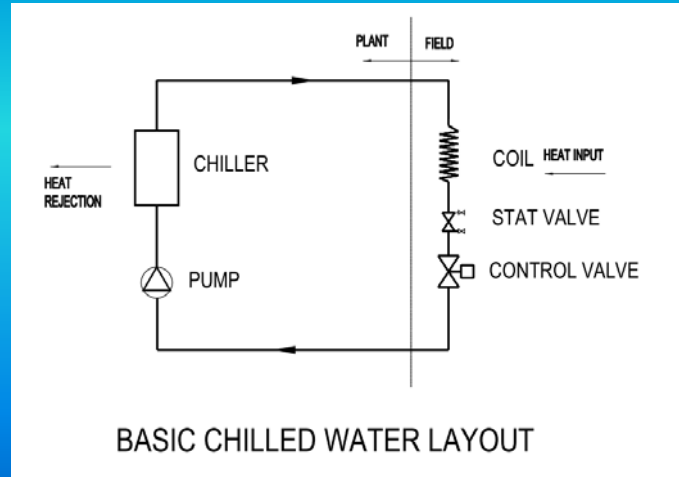 PLANT FIELD
CHILLER
COIL HEAT INPUT
HEAT
REJECTION
STAT VALVE
CONTROL VALVE
PUMP
BASIC CHILLED WATER LAYOUT